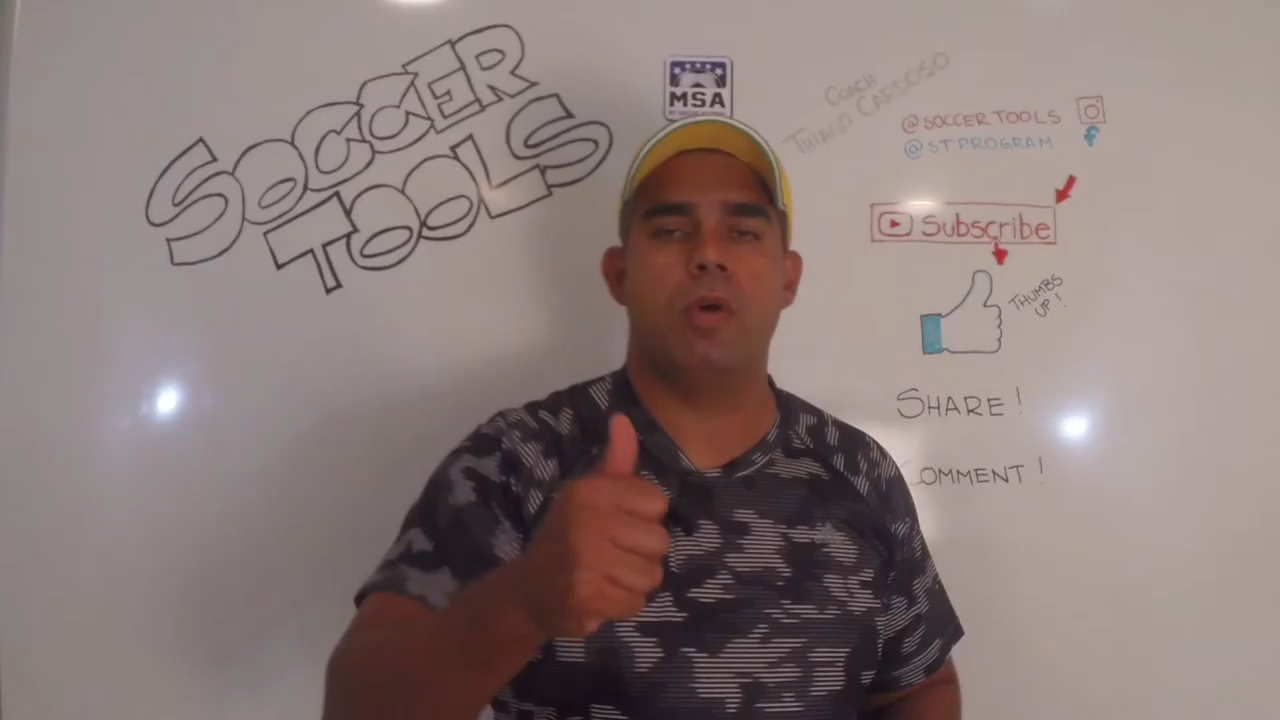 SOCCER
TOOLS
MSA
COACH
THIAGO CARDOSO
@SOCCERTOOLS
@STPROGRAM
Subscribe
THUMBS
UP!
SHARE!
COMMENT!